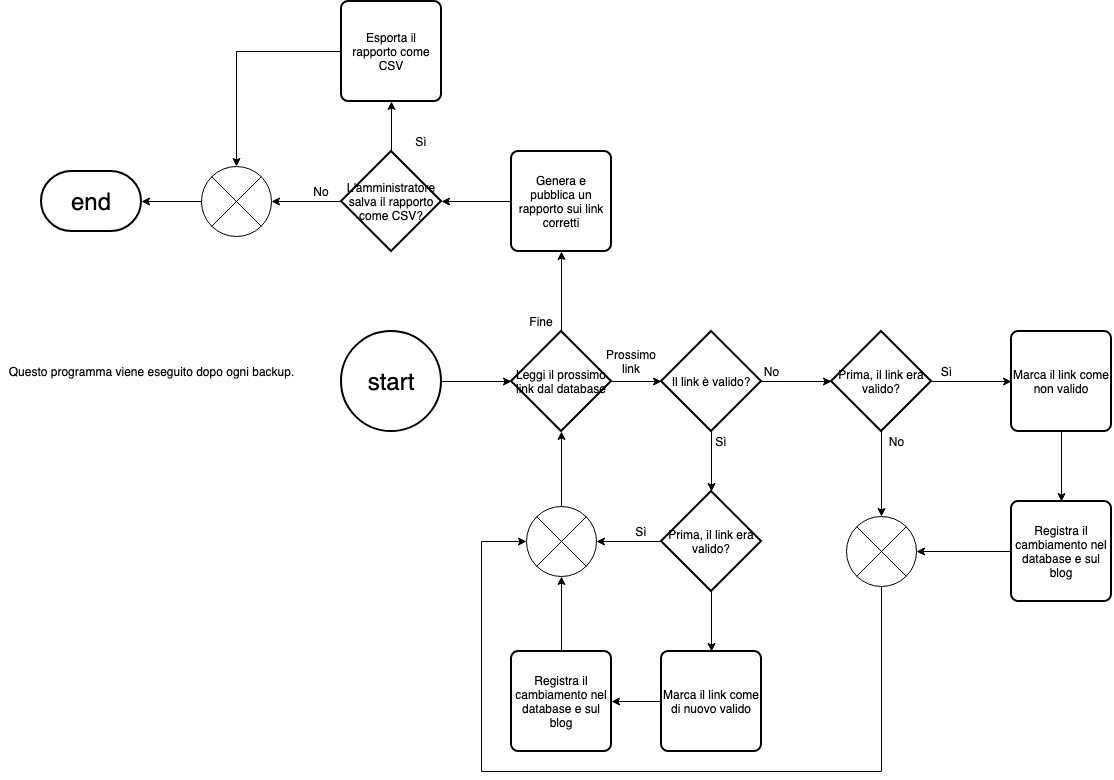 Esporta il
rapporto come
CSV
Sì
end
No
L'amministratore
salva il rapporto
come CSV?
Genera e
pubblica un
rapporto sui link
corretti
Fine
Questo programma viene eseguito dopo ogni backup.
start
Leggi il prossimo
link dal database
Prossimo
link
Il link è valido?
No
Prima, il link era
valido?
Sì
Marca il link come
non valido
Sì
No
Sì
Prima, il link era
valido?
Registra il
cambiamento nel
database e sul
blog
Registra il
cambiamento nel
database e sul
blog
Marca il link come
di nuovo valido